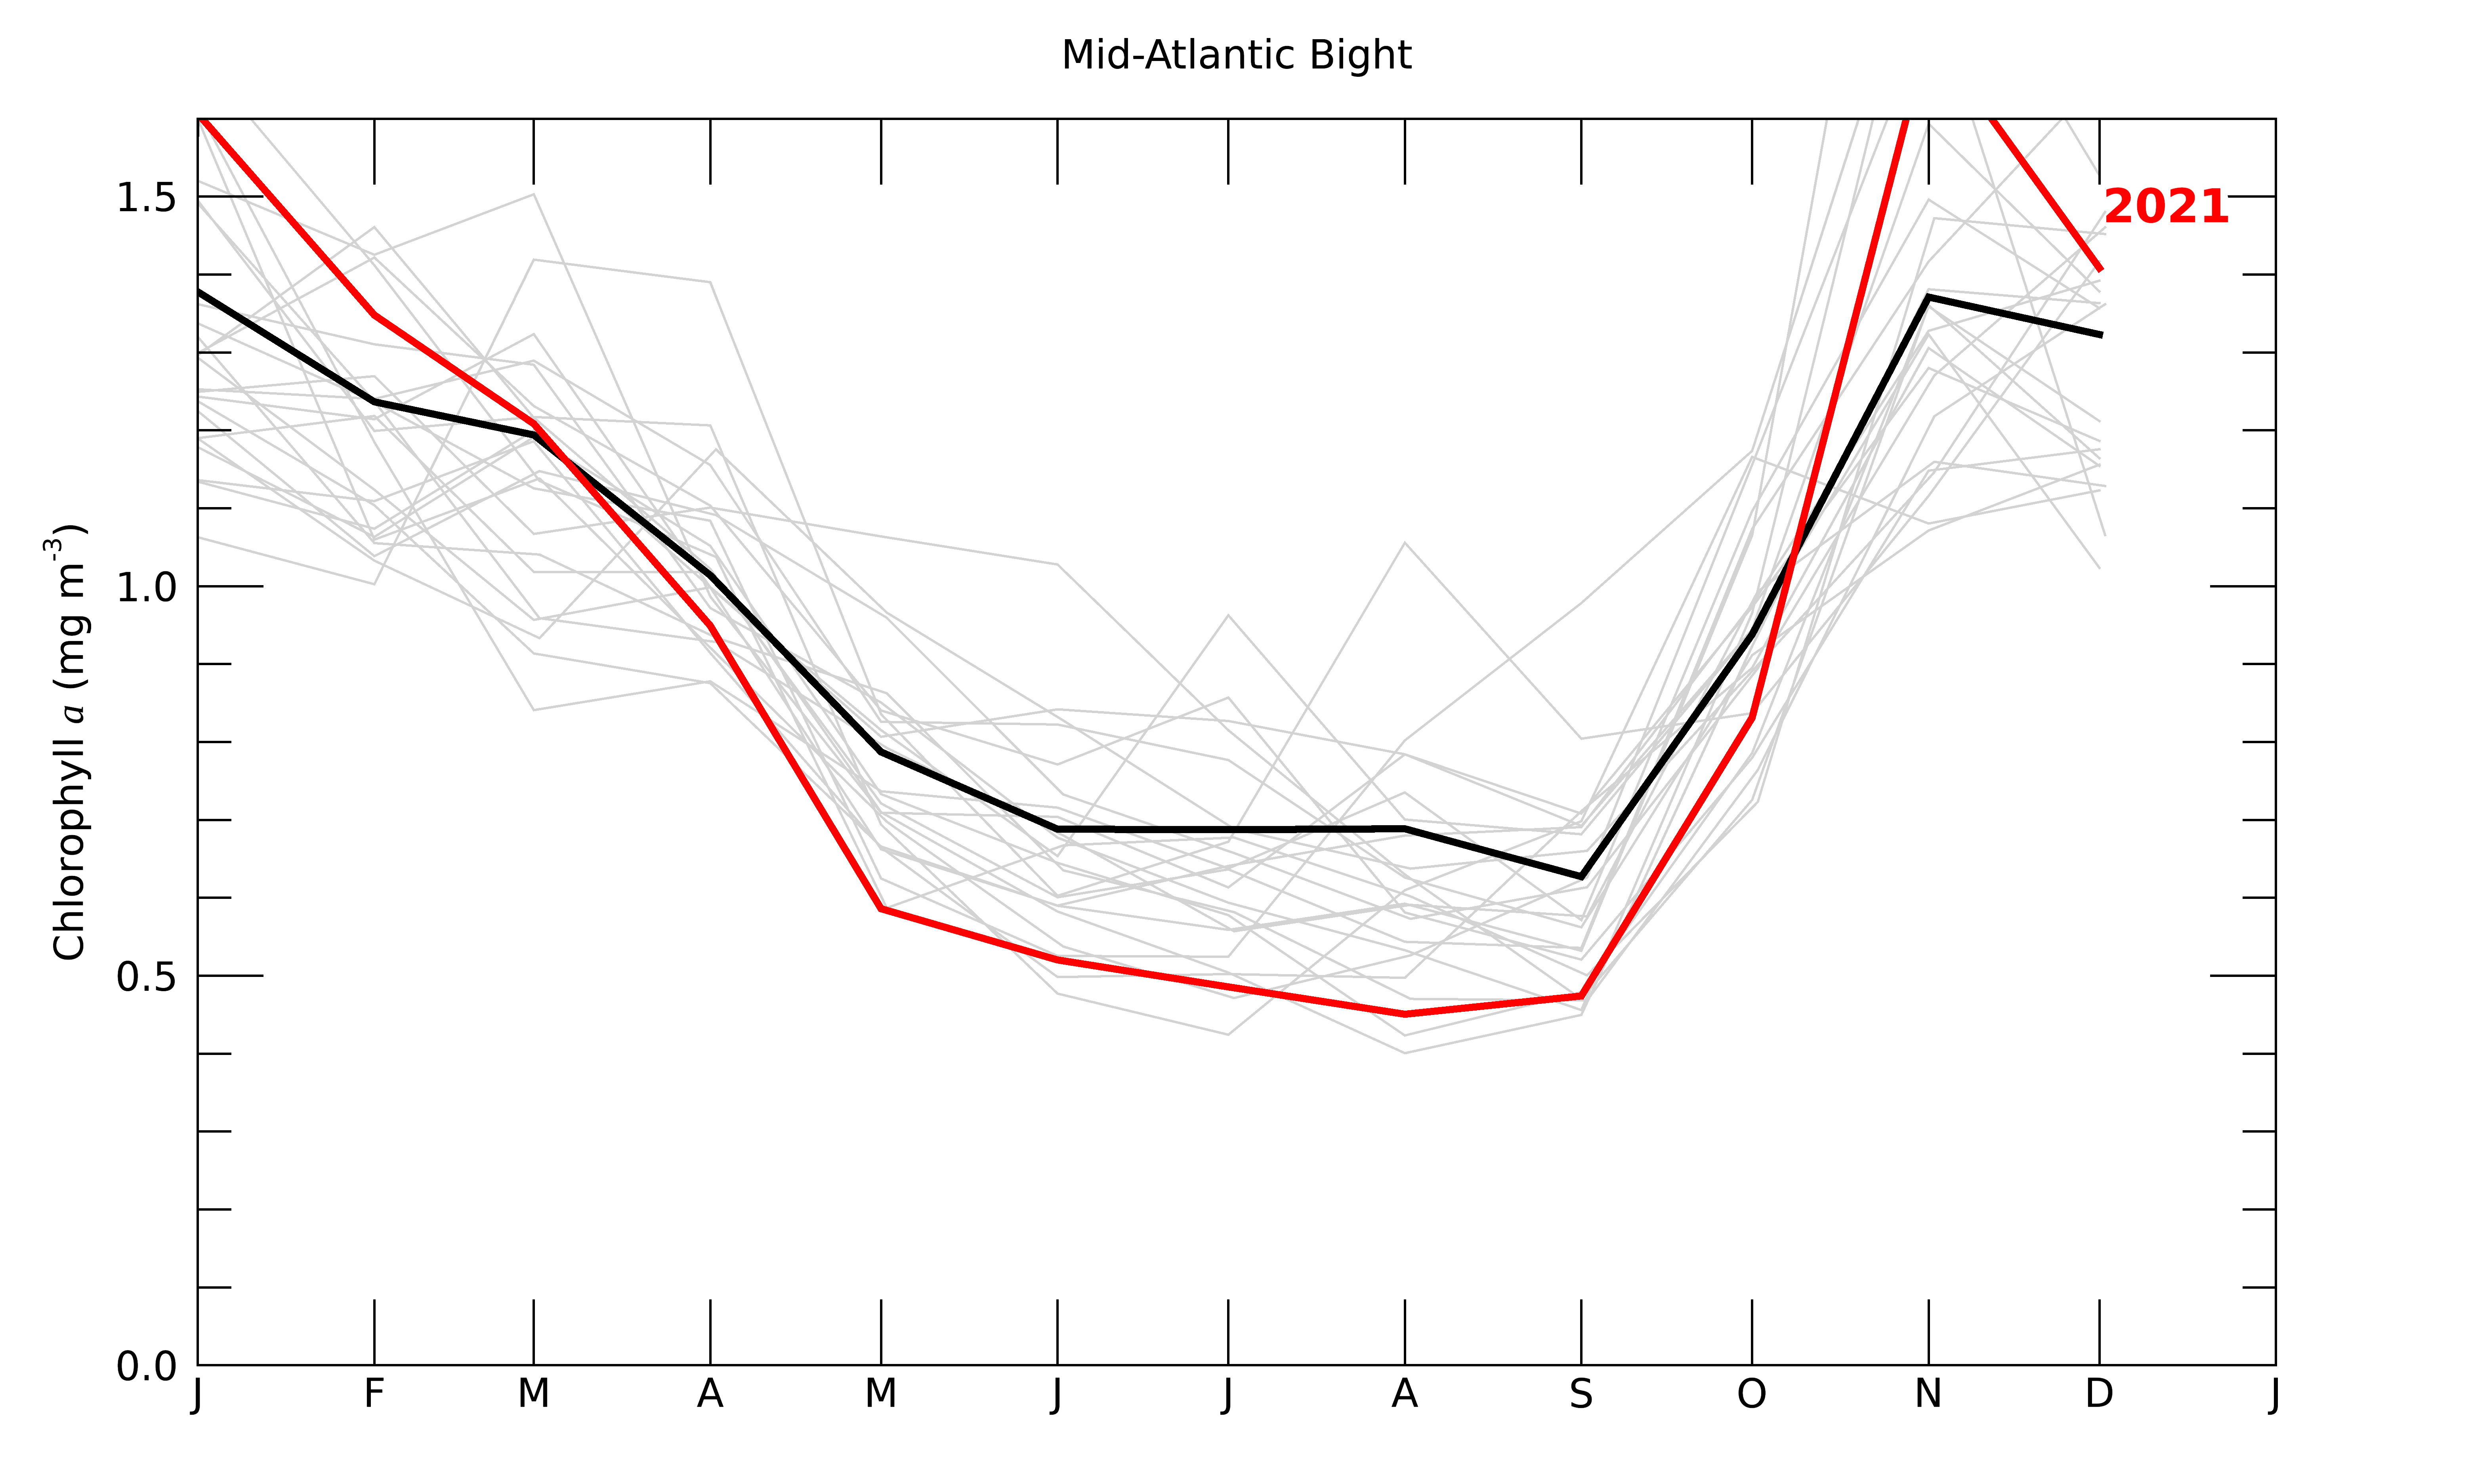 Mid-Atlantic Bight
Chlorophyll a (mg m⁻³)
1.5
1.0
0.5
0.0
2021
J F M A M J J A S O N D J